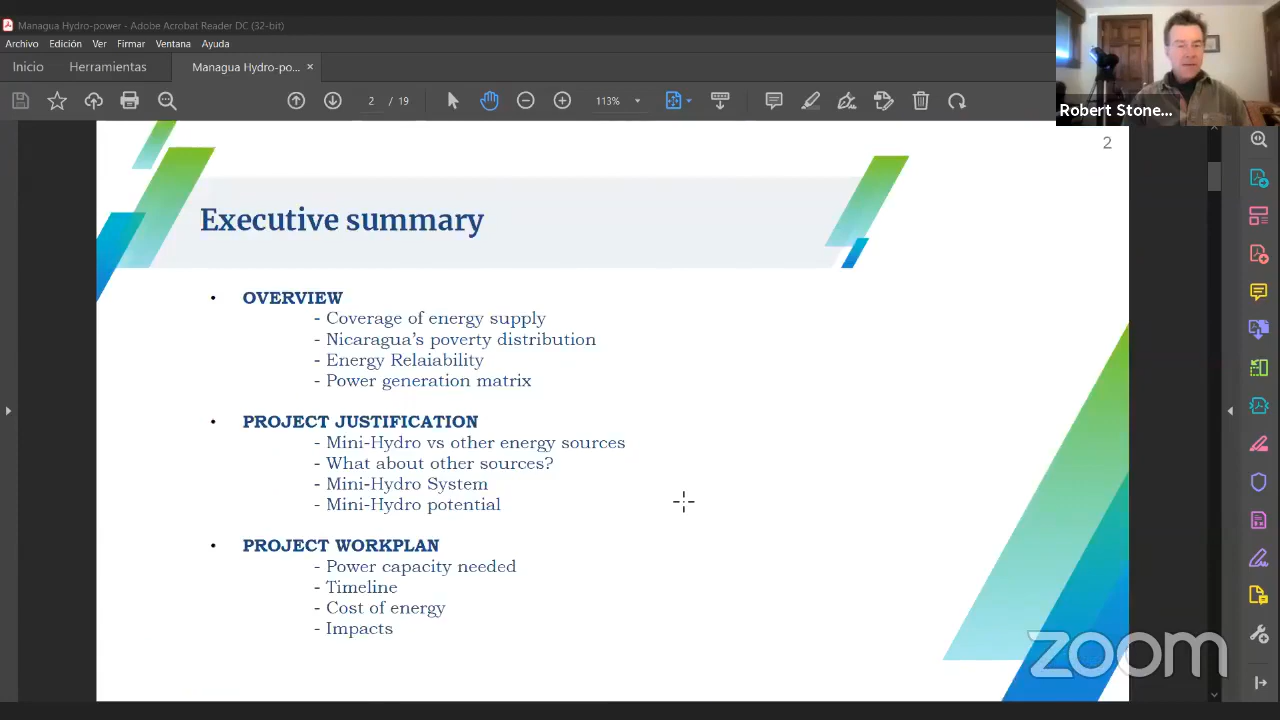 Managua Hydro-power - Adobe Acrobat Reader DC (32-bit)
Archivo Edición Ver Firmar Ventana Ayuda
Inicio Herramientas Managua Hydro-po... ×
2 / 19 113%
Robert Stone...
2
Executive summary
• OVERVIEW
- Coverage of energy supply
- Nicaragua's poverty distribution
- Energy Relaiability
- Power generation matrix
• PROJECT JUSTIFICATION
- Mini-Hydro vs other energy sources
- What about other sources?
- Mini-Hydro System
- Mini-Hydro potential
• PROJECT WORKPLAN
- Power capacity needed
- Timeline
- Cost of energy
- Impacts
zoom